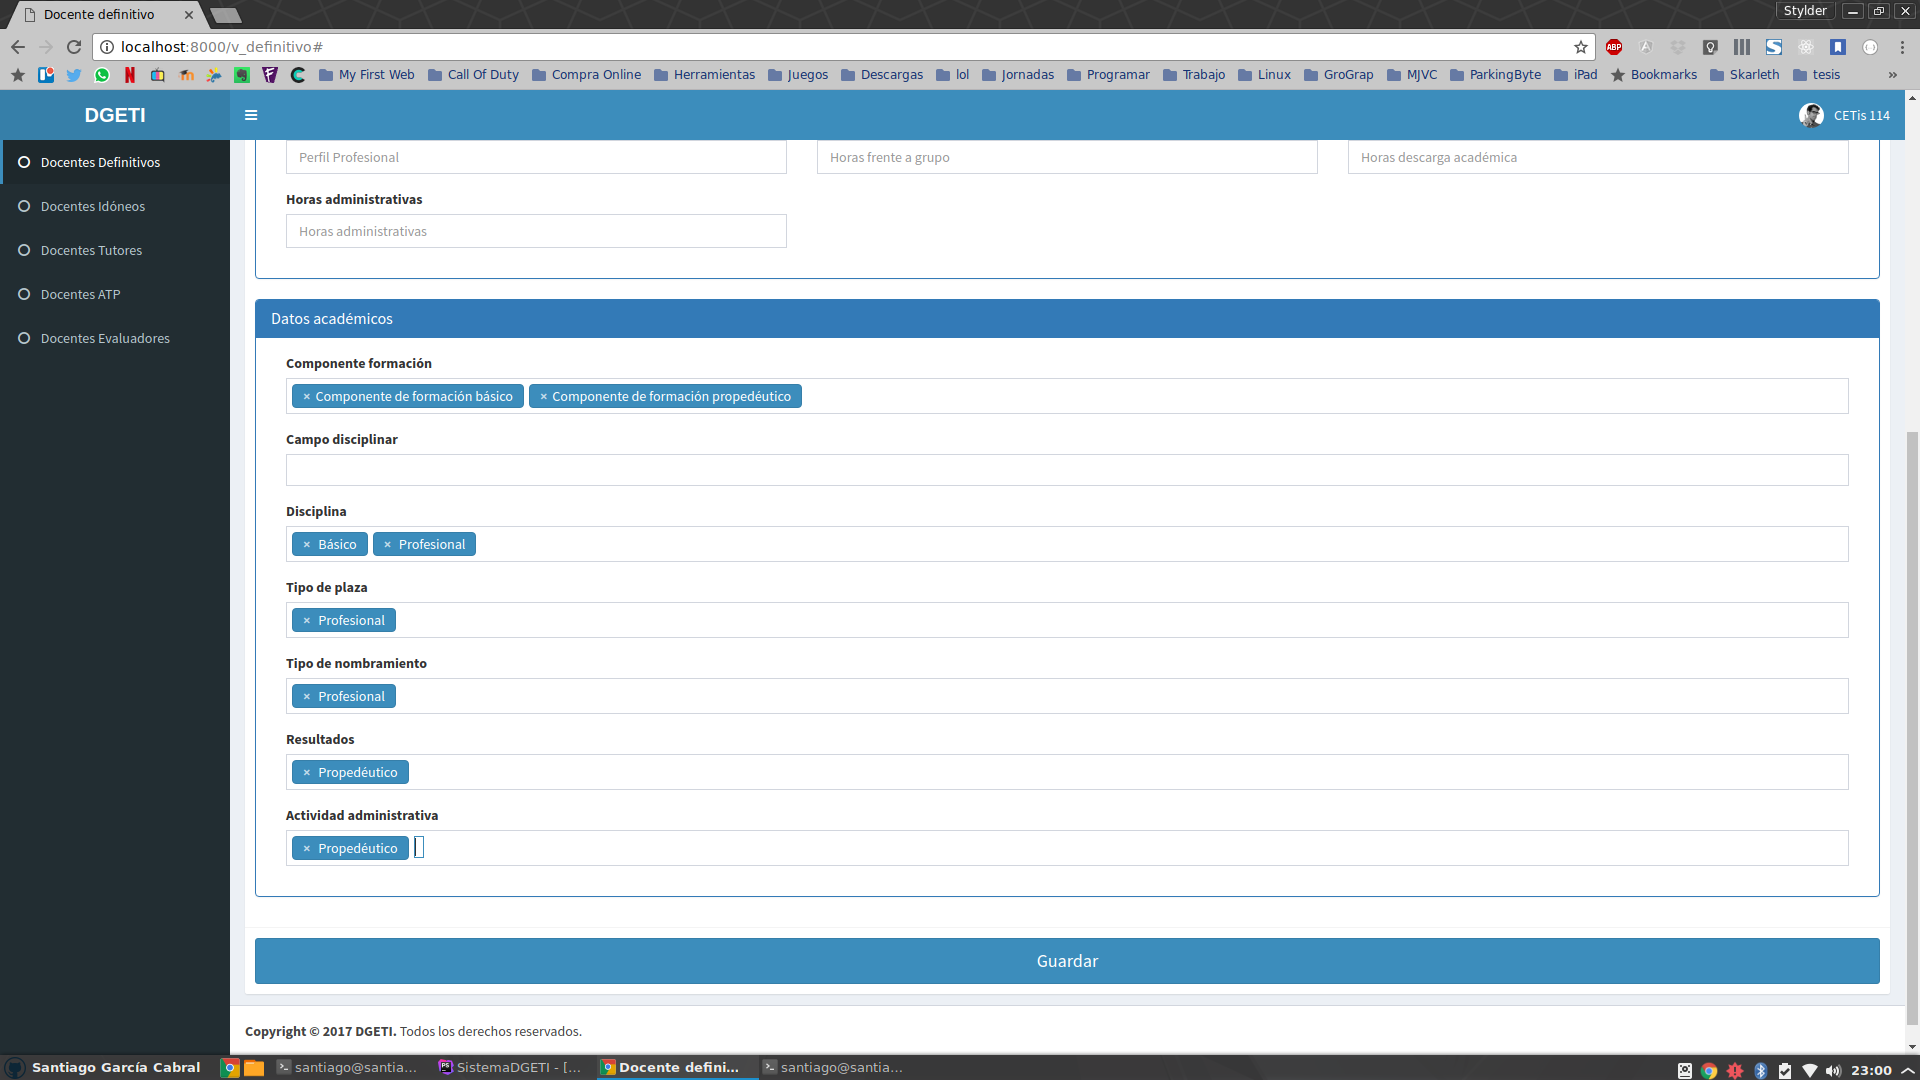 Docente definitivo
Stylder
localhost:8000/v_definitivo#
My First Web
Call Of Duty
Compra Online
Herramientas
Juegos
Descargas
lol
Jornadas
Programar
Trabajo
Linux
GroGrap
MJVC
ParkingByte
iPad
Bookmarks
Skarleth
tesis
»
DGETI
CETis 114
Docentes Definitivos
Docentes Idóneos
Docentes Tutores
Docentes ATP
Docentes Evaluadores
Perfil Profesional
Horas frente a grupo
Horas descarga académica
Horas administrativas
Horas administrativas
Datos académicos
Componente formación
× Componente de formación básico × Componente de formación propedéutico
Campo disciplinar
Disciplina
× Básico × Profesional
Tipo de plaza
× Profesional
Tipo de nombramiento
× Profesional
Resultados
× Propedéutico
Actividad administrativa
× Propedéutico
Guardar
Copyright © 2017 DGETI. Todos los derechos reservados.
Santiago García Cabral
santiago@santia...
SistemaDGETI - [...
Docente defini...
santiago@santia...
23:00